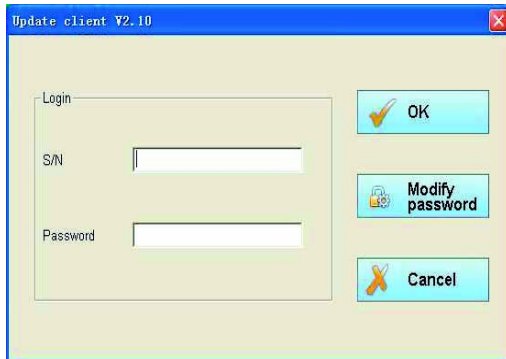 Update client V2.10
Login
S/N
Password
OK
Modify
password
Cancel